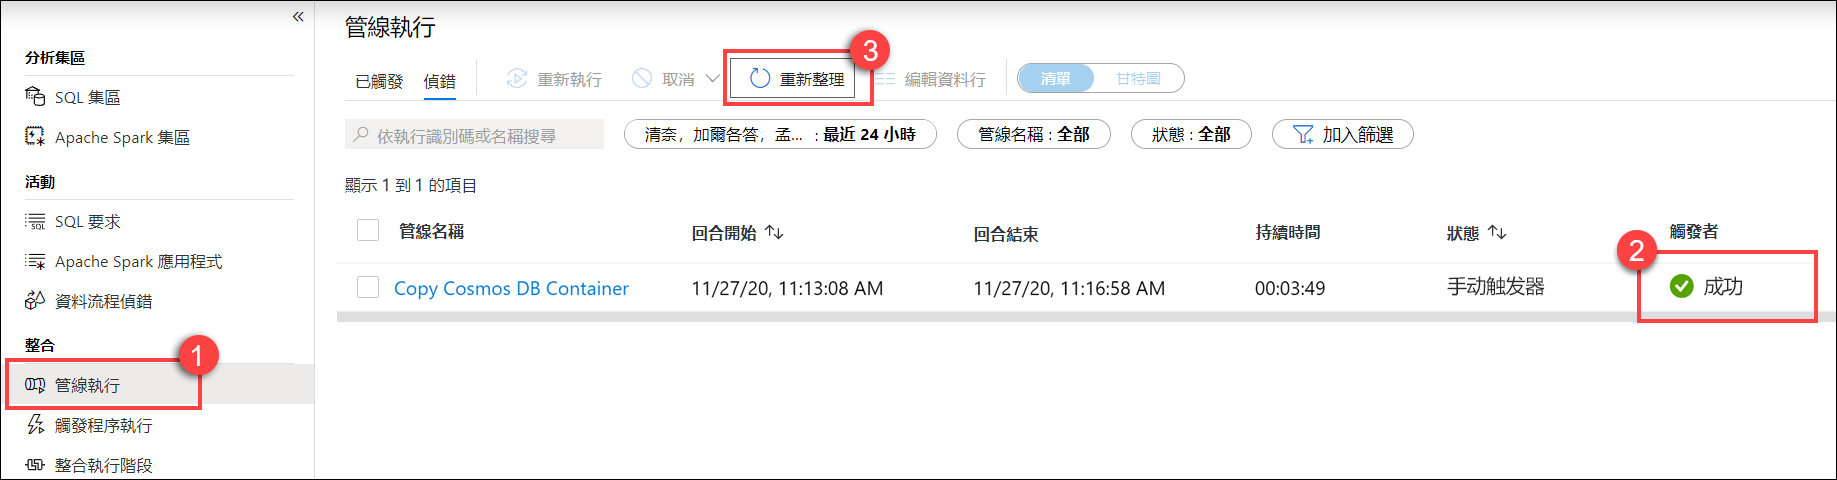 «
分析集區
SQL 集區
Apache Spark 集區
活動
SQL 要求
Apache Spark 應用程式
資料流程偵錯
整合
1
管線執行
觸發程序執行
整合執行階段
管線執行
3
已觸發 偵錯 重新執行 取消 重新整理 編輯資料行 清單 甘特圖
依執行識別碼或名稱搜尋 清奈，加爾各答，孟... : 最近 24 小時 管線名稱 : 全部 狀態 : 全部 加入篩選
顯示 1 到 1 的項目
管線名稱 回合開始 ↑↓ 回合結束 持續時間 狀態 ↑↓ 觸發者
2
Copy Cosmos DB Container 11/27/20, 11:13:08 AM 11/27/20, 11:16:58 AM 00:03:49 手动触发器 成功